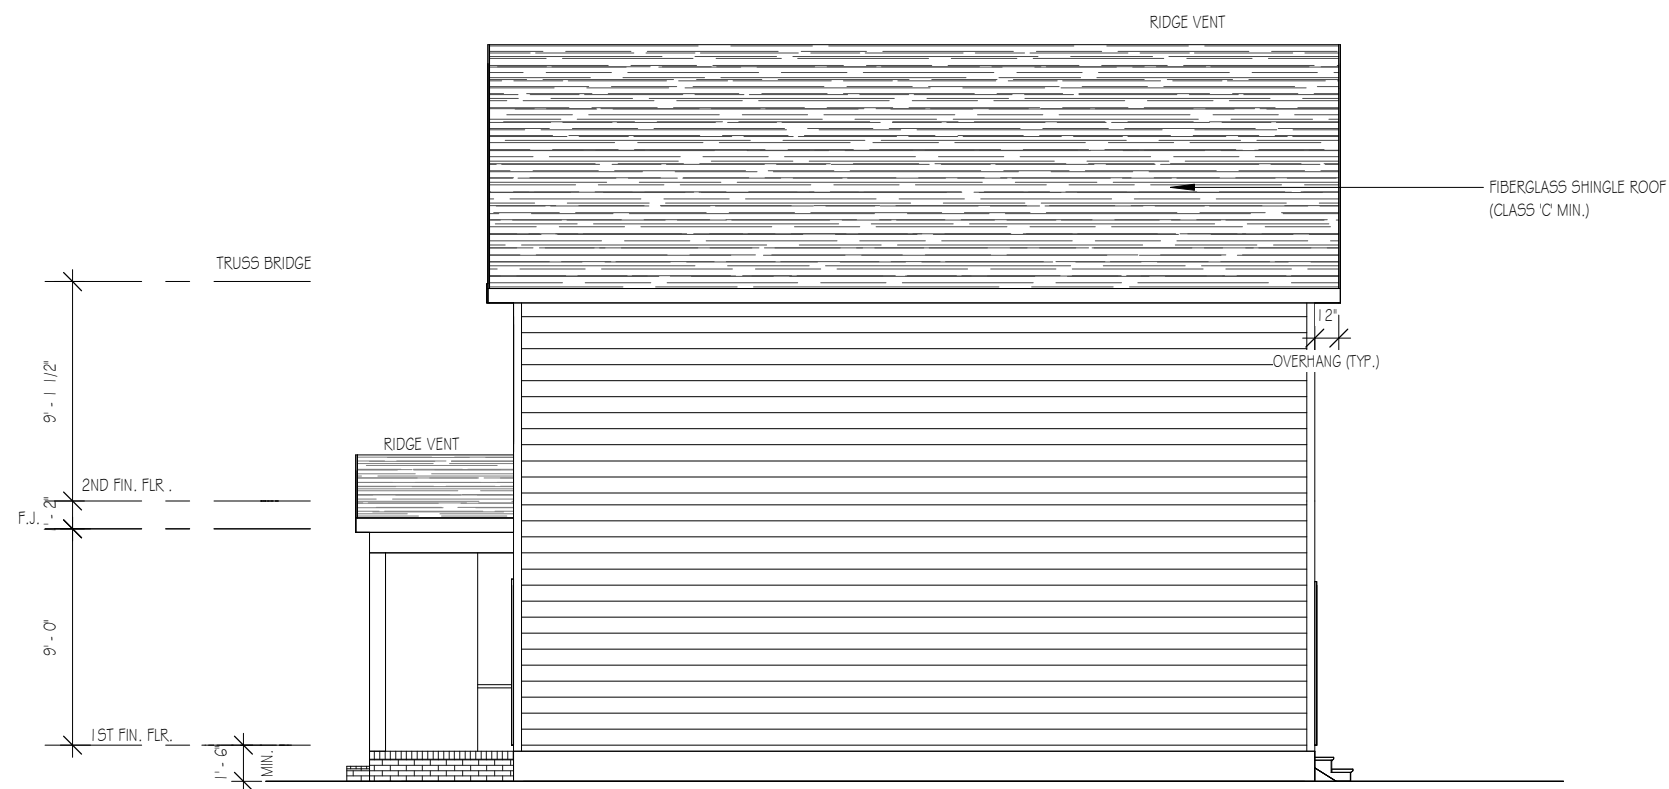 RIDGE VENT
FIBERGLASS SHINGLE ROOF
(CLASS 'C' MIN.)
TRUSS BRIDGE
12"
OVERHANG (TYP.)
9' - 1 1/2"
RIDGE VENT
2ND FIN. FLR .
F.J.
- 2"
9' - 0"
1ST FIN. FLR.
1' - 6"
MIN.